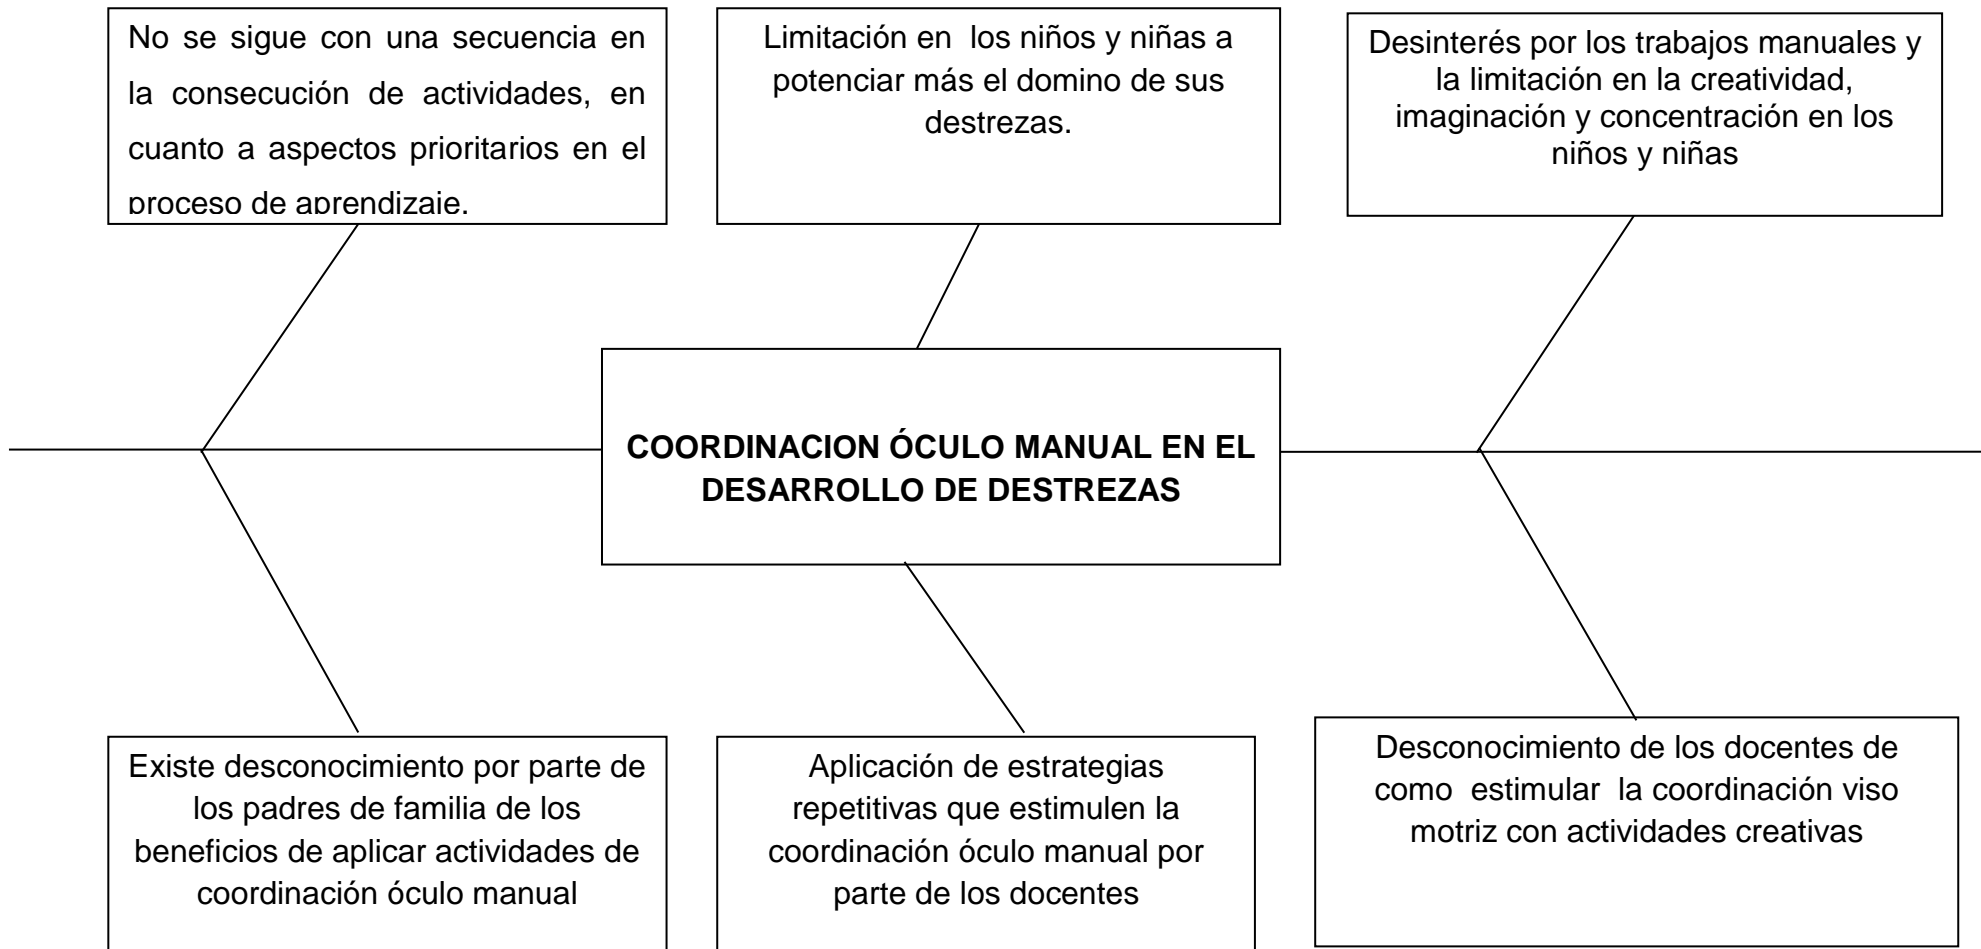 No se sigue con una secuencia en
la consecución de actividades, en
cuanto a aspectos prioritarios en el
proceso de aprendizaje.
Limitación en los niños y niñas a
potenciar más el domino de sus
destrezas.
Desinterés por los trabajos manuales y
la limitación en la creatividad,
imaginación y concentración en los
niños y niñas
COORDINACION ÓCULO MANUAL EN EL
DESARROLLO DE DESTREZAS
Existe desconocimiento por parte de
los padres de familia de los
beneficios de aplicar actividades de
coordinación óculo manual
Aplicación de estrategias
repetitivas que estimulen la
coordinación óculo manual por
parte de los docentes
Desconocimiento de los docentes de
como estimular la coordinación viso
motriz con actividades creativas